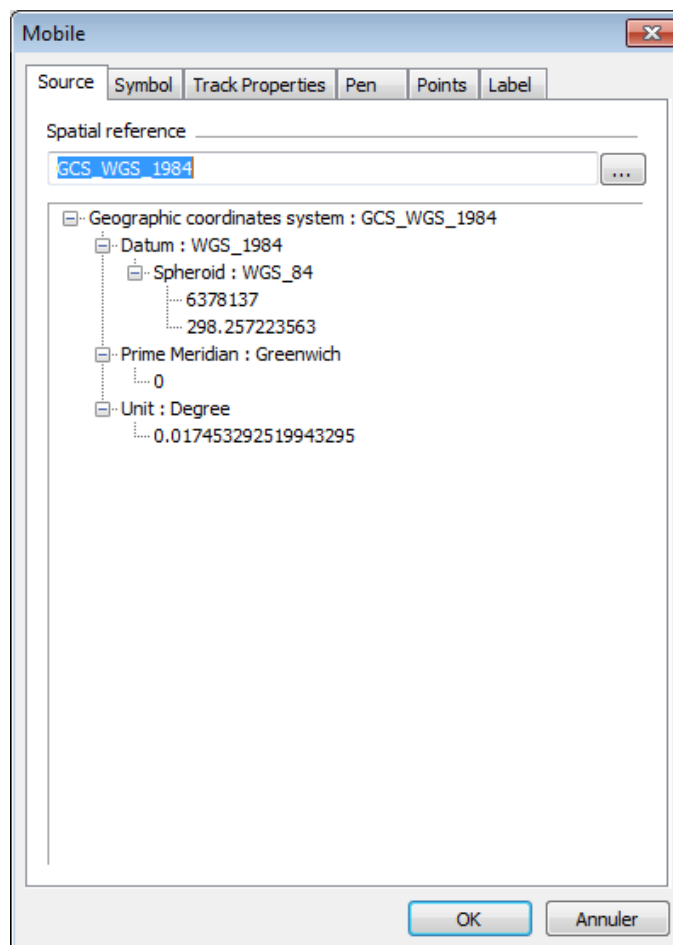 Mobile
Source Symbol Track Properties Pen Points Label
Spatial reference
GCS_WGS_1984 ...
Geographic coordinates system : GCS_WGS_1984
Datum : WGS_1984
Spheroid : WGS_84
6378137
298.257223563
Prime Meridian : Greenwich
0
Unit : Degree
0.017453292519943295
OK Annuler